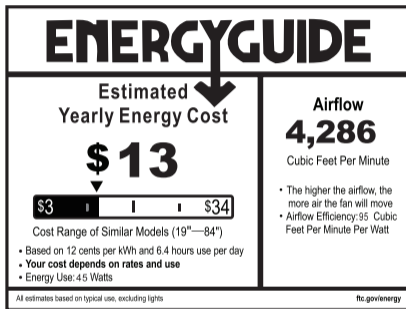 ENERGYGUIDE
Estimated
Yearly Energy Cost
$13
$3 $34
Cost Range of Similar Models (19"—84")
• Based on 12 cents per kWh and 6.4 hours use per day
• Your cost depends on rates and use
• Energy Use: 45 Watts
Airflow
4,286
Cubic Feet Per Minute
• The higher the airflow, the
more air the fan will move
• Airflow Efficiency: 95 Cubic
Feet Per Minute Per Watt
All estimates based on typical use, excluding lights
ftc.gov/energy